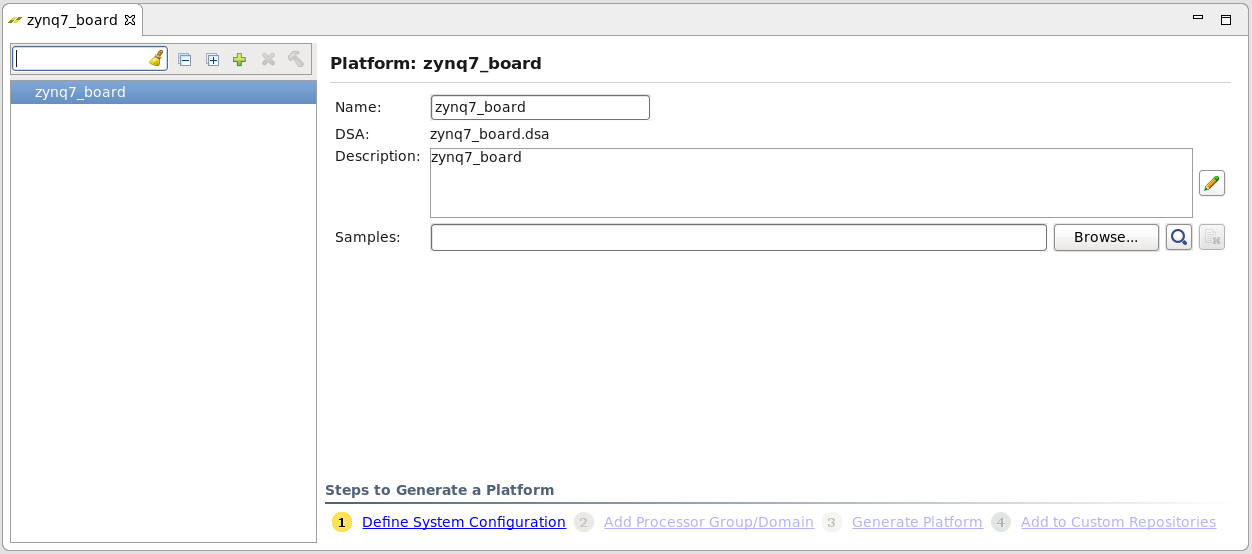 zynq7_board
zynq7_board
Platform: zynq7_board
Name: zynq7_board
DSA: zynq7_board.dsa
Description: zynq7_board
Samples: Browse...
Steps to Generate a Platform
1 Define System Configuration 2 Add Processor Group/Domain 3 Generate Platform 4 Add to Custom Repositories